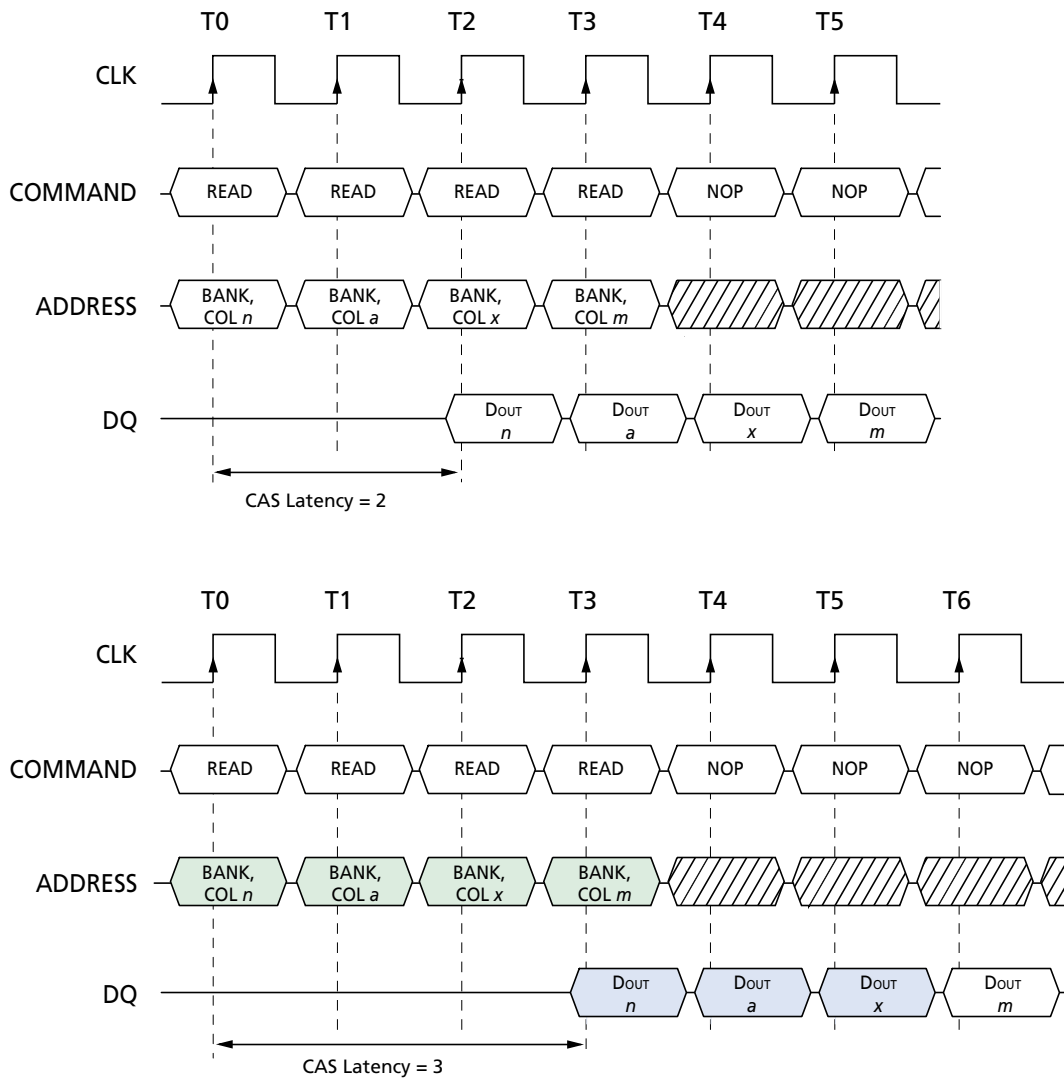 T0 T1 T2 T3 T4 T5
CLK
COMMAND READ READ READ READ NOP NOP
ADDRESS BANK, COL n BANK, COL a BANK, COL x BANK, COL m
DQ DOUT n DOUT a DOUT x DOUT m
CAS Latency = 2
T0 T1 T2 T3 T4 T5 T6
CLK
COMMAND READ READ READ READ NOP NOP NOP
ADDRESS BANK, COL n BANK, COL a BANK, COL x BANK, COL m
DQ DOUT n DOUT a DOUT x DOUT m
CAS Latency = 3